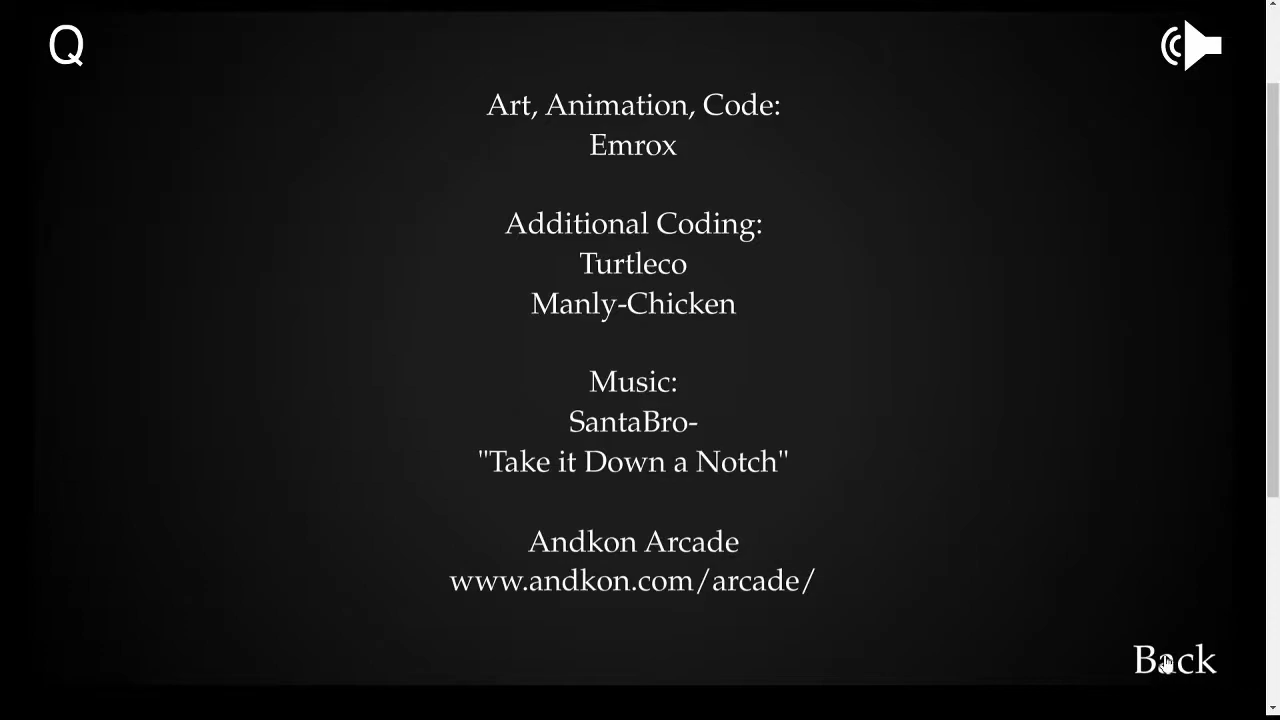 Q
Art, Animation, Code:
Emrox
Additional Coding:
Turtleco
Manly-Chicken
Music:
SantaBro-
"Take it Down a Notch"
Andkon Arcade
www.andkon.com/arcade/
Back